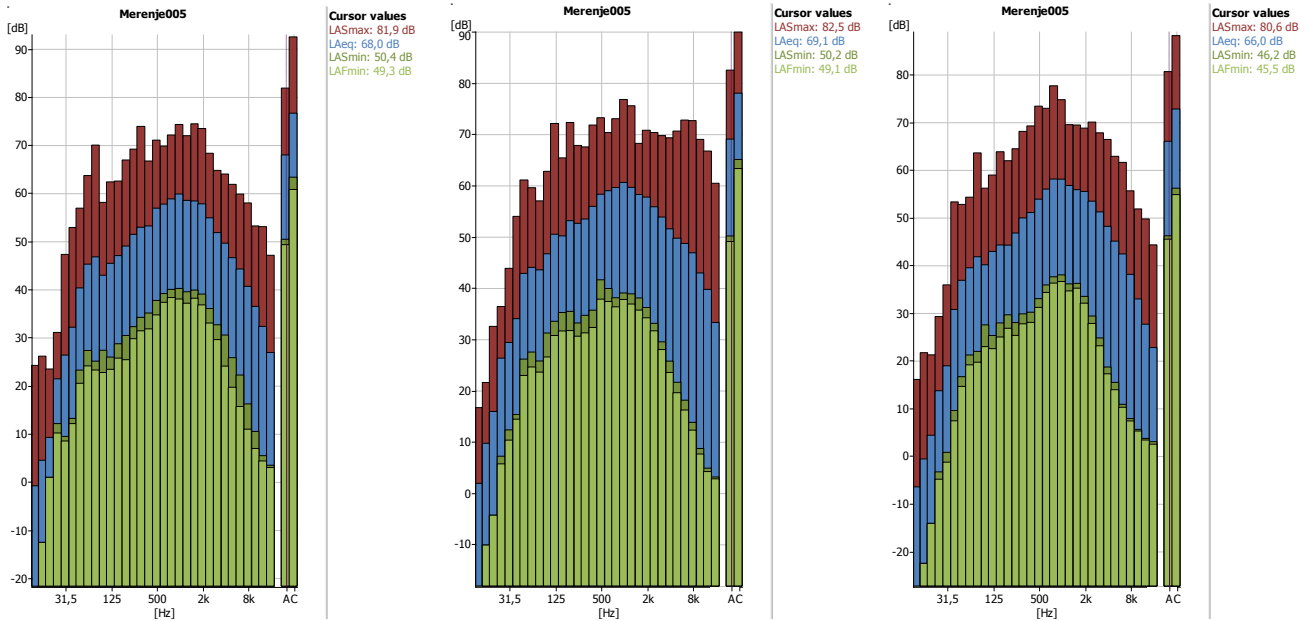 Merenje005
[dB]
90
80
70
60
50
40
30
20
10
0
-10
-20
31,5 125 500 2k 8k A C
[Hz]
Cursor values
LASmax: 81,9 dB
LAeq: 68,0 dB
LASmin: 50,4 dB
LAFmin: 49,3 dB
Merenje005
[dB]
90
80
70
60
50
40
30
20
10
0
-10
31,5 125 500 2k 8k A C
[Hz]
Cursor values
LASmax: 82,5 dB
LAeq: 69,1 dB
LASmin: 50,2 dB
LAFmin: 49,1 dB
Merenje005
[dB]
80
70
60
50
40
30
20
10
0
-10
-20
31,5 125 500 2k 8k A C
[Hz]
Cursor values
LASmax: 80,6 dB
LAeq: 66,0 dB
LASmin: 46,2 dB
LAFmin: 45,5 dB